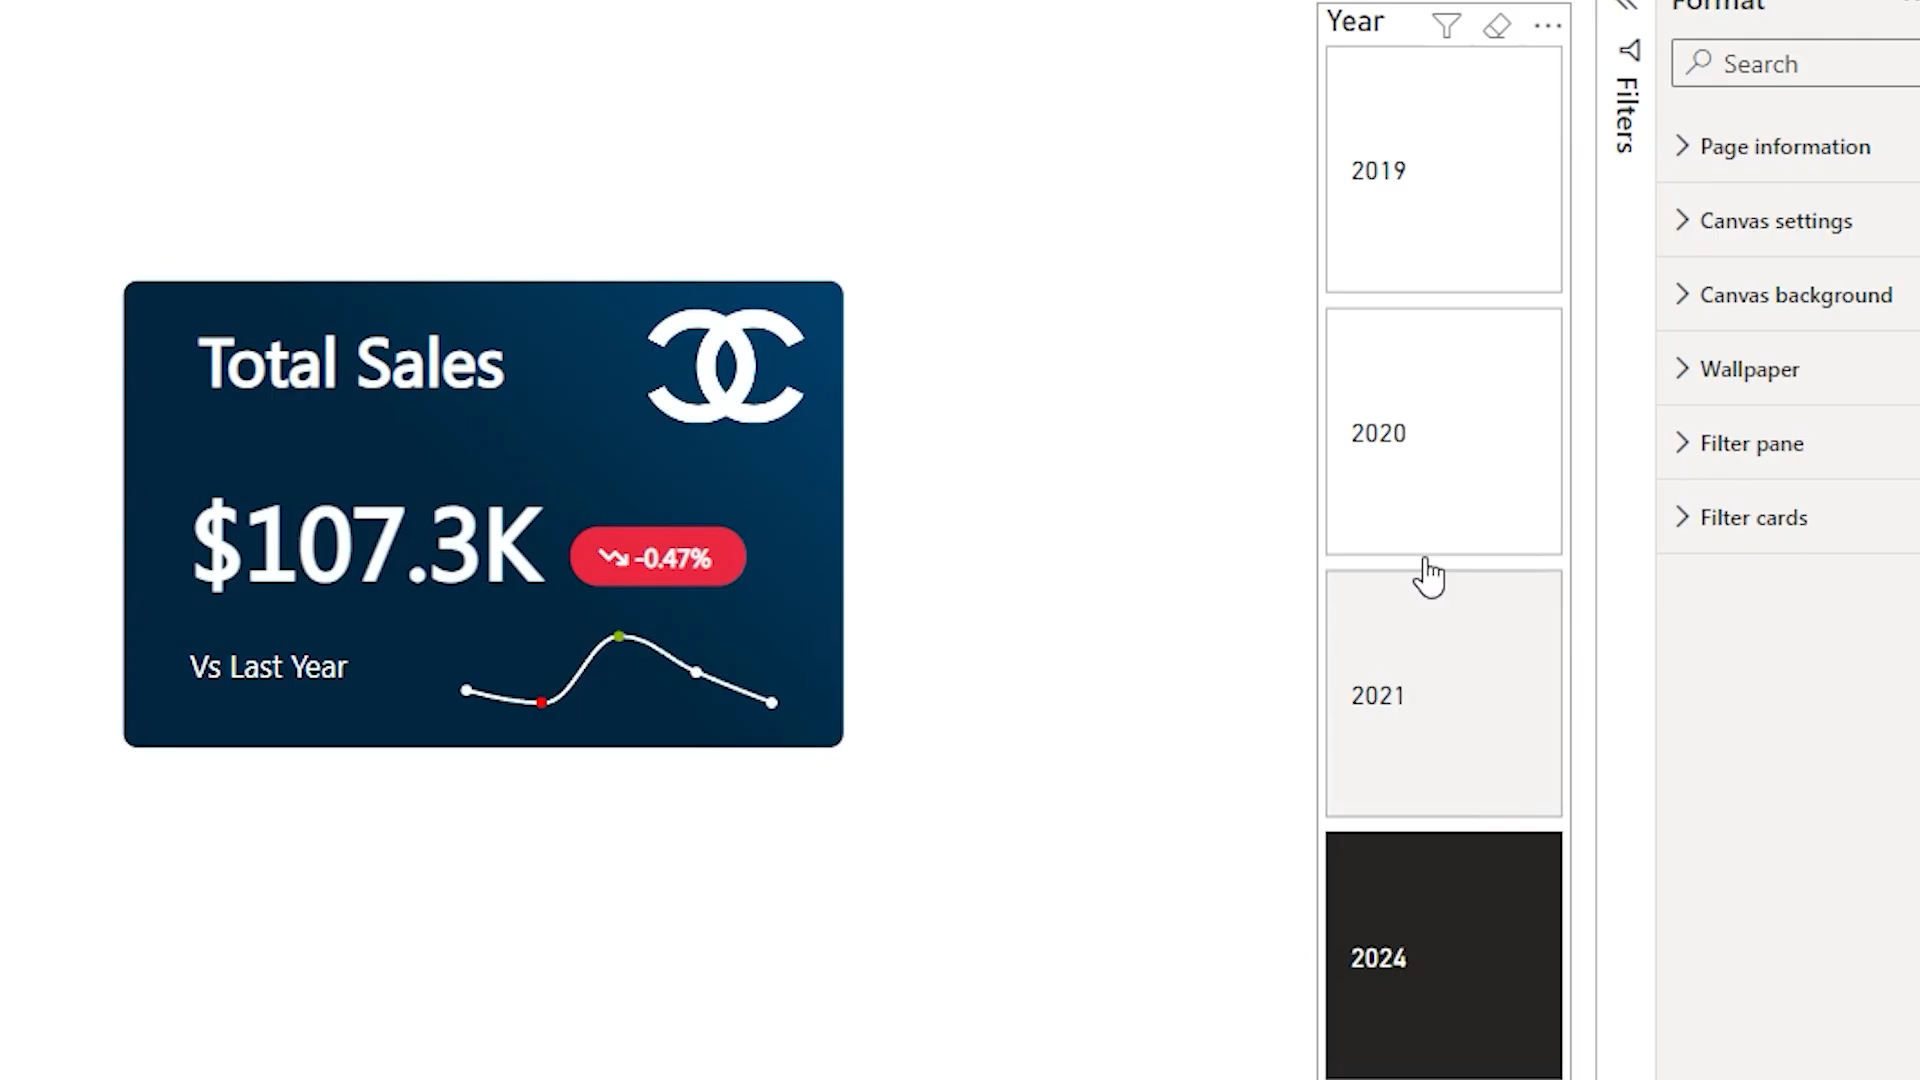 Total Sales
$107.3K
-0.47%
Vs Last Year
Year
2019
2020
2021
2024
Filters
Format
Search
Page information
Canvas settings
Canvas background
Wallpaper
Filter pane
Filter cards